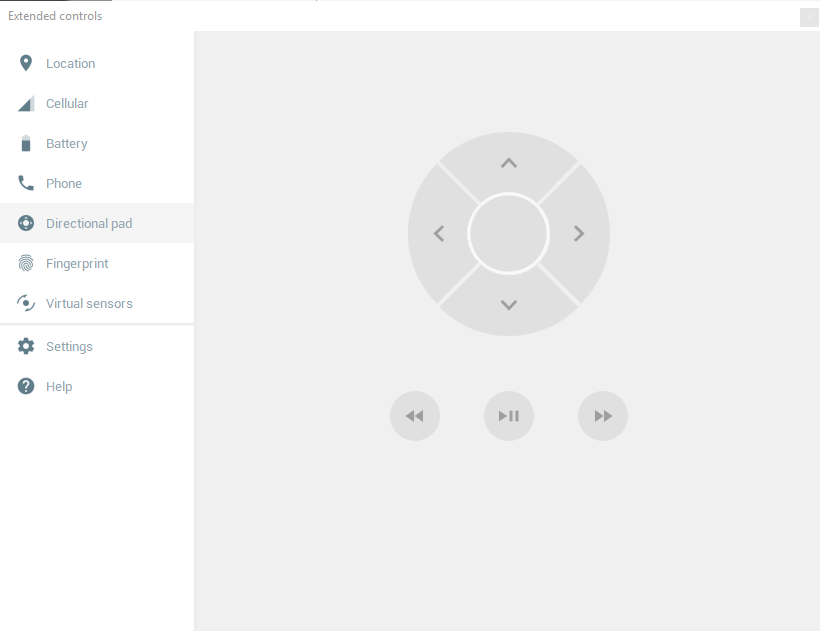 Extended controls
Location
Cellular
Battery
Phone
Directional pad
Fingerprint
Virtual sensors
Settings
Help